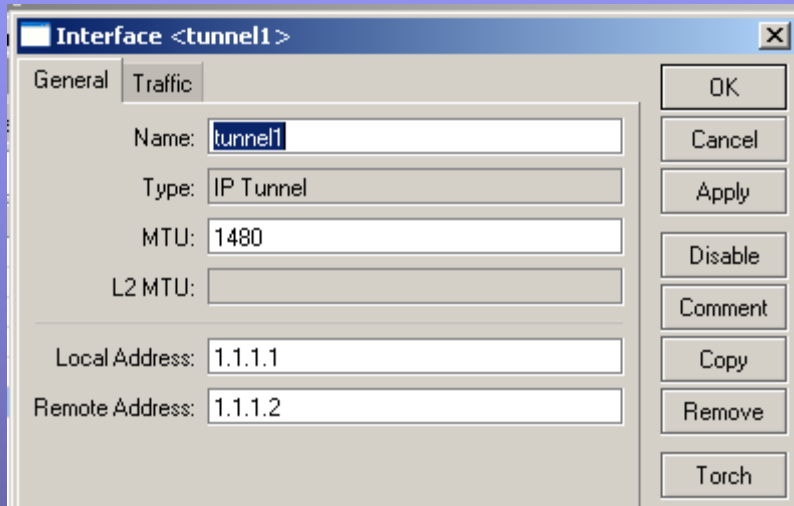 Interface <tunnel1>
General Traffic
Name: tunnel1
Type: IP Tunnel
MTU: 1480
L2 MTU:
Local Address: 1.1.1.1
Remote Address: 1.1.1.2
OK
Cancel
Apply
Disable
Comment
Copy
Remove
Torch